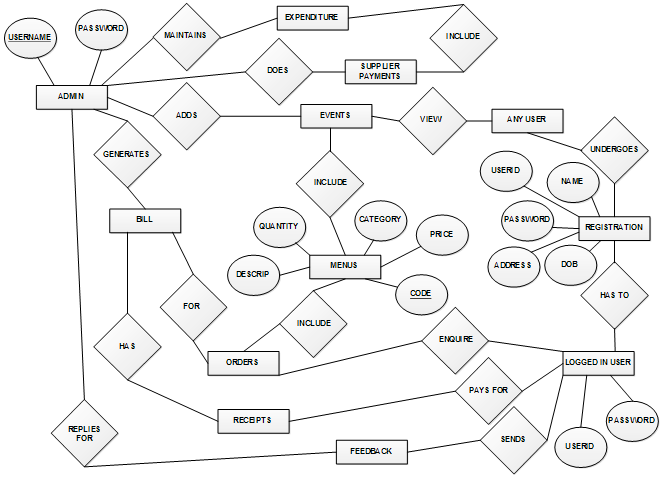 EXPENDITURE
USERNAME
PASSWORD
MAINTAINS
INCLUDE
DOES
SUPPLIER
PAYMENTS
ADMIN
ADDS
EVENTS
VIEW
ANY USER
GENERATES
UNDERGOES
USERID
NAME
INCLUDE
BILL
QUANTITY
CATEGORY
PASSWORD
REGISTRATION
PRICE
DESCRIP
MENUS
ADDRESS
DOB
CODE
HAS TO
FOR
INCLUDE
ENQUIRE
HAS
ORDERS
LOGGED IN USER
PAYS FOR
RECEIPTS
PASSWORD
REPLIES
FOR
SENDS
USERID
FEEDBACK